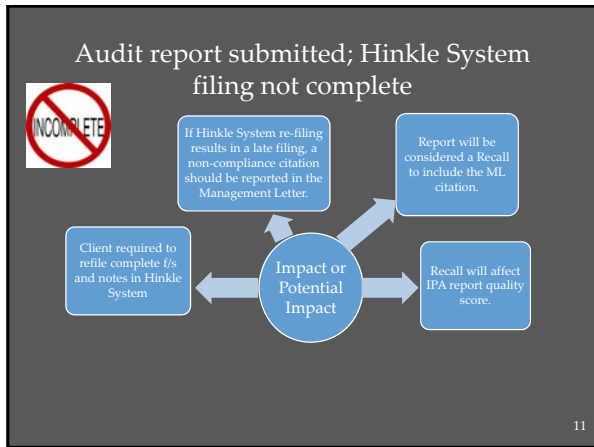 Audit report submitted; Hinkle System
filing not complete
INCOMPLETE
If Hinkle System re-filing
results in a late filing, a
non-compliance citation
should be reported in the
Management Letter.
Report will be
considered a Recall
to include the ML
citation.
Client required to
refile complete f/s
and notes in Hinkle
System
Impact or
Potential
Impact
Recall will affect
IPA report quality
score.
11